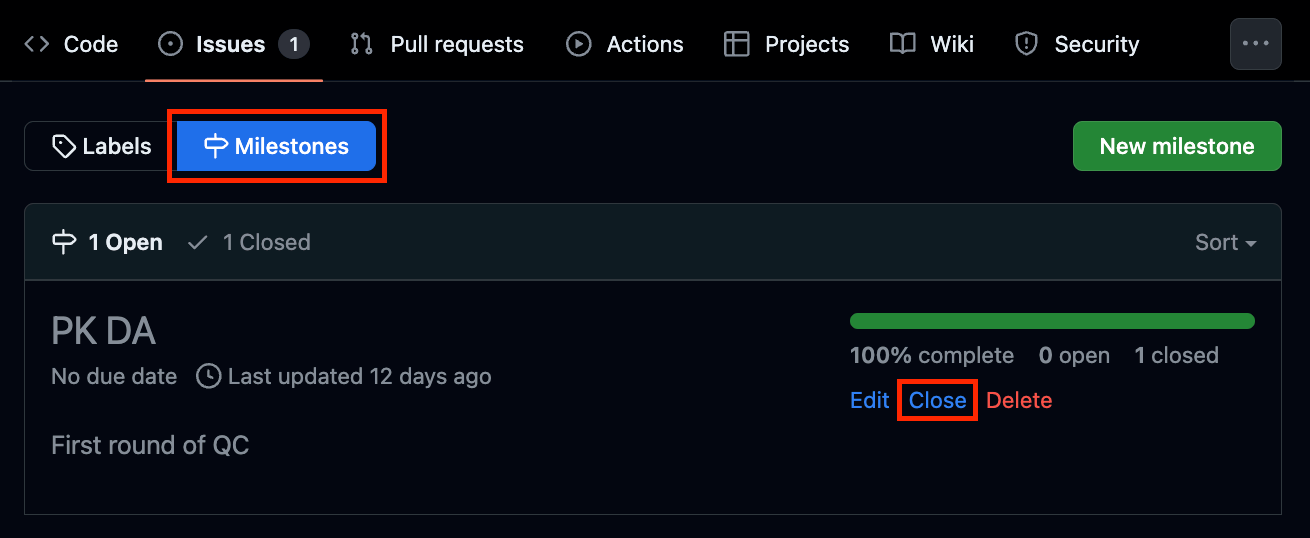 Code Issues 1 Pull requests Actions Projects Wiki Security
Labels Milestones New milestone
1 Open 1 Closed Sort
PK DA
100% complete 0 open 1 closed
No due date Last updated 12 days ago
Edit Close Delete
First round of QC